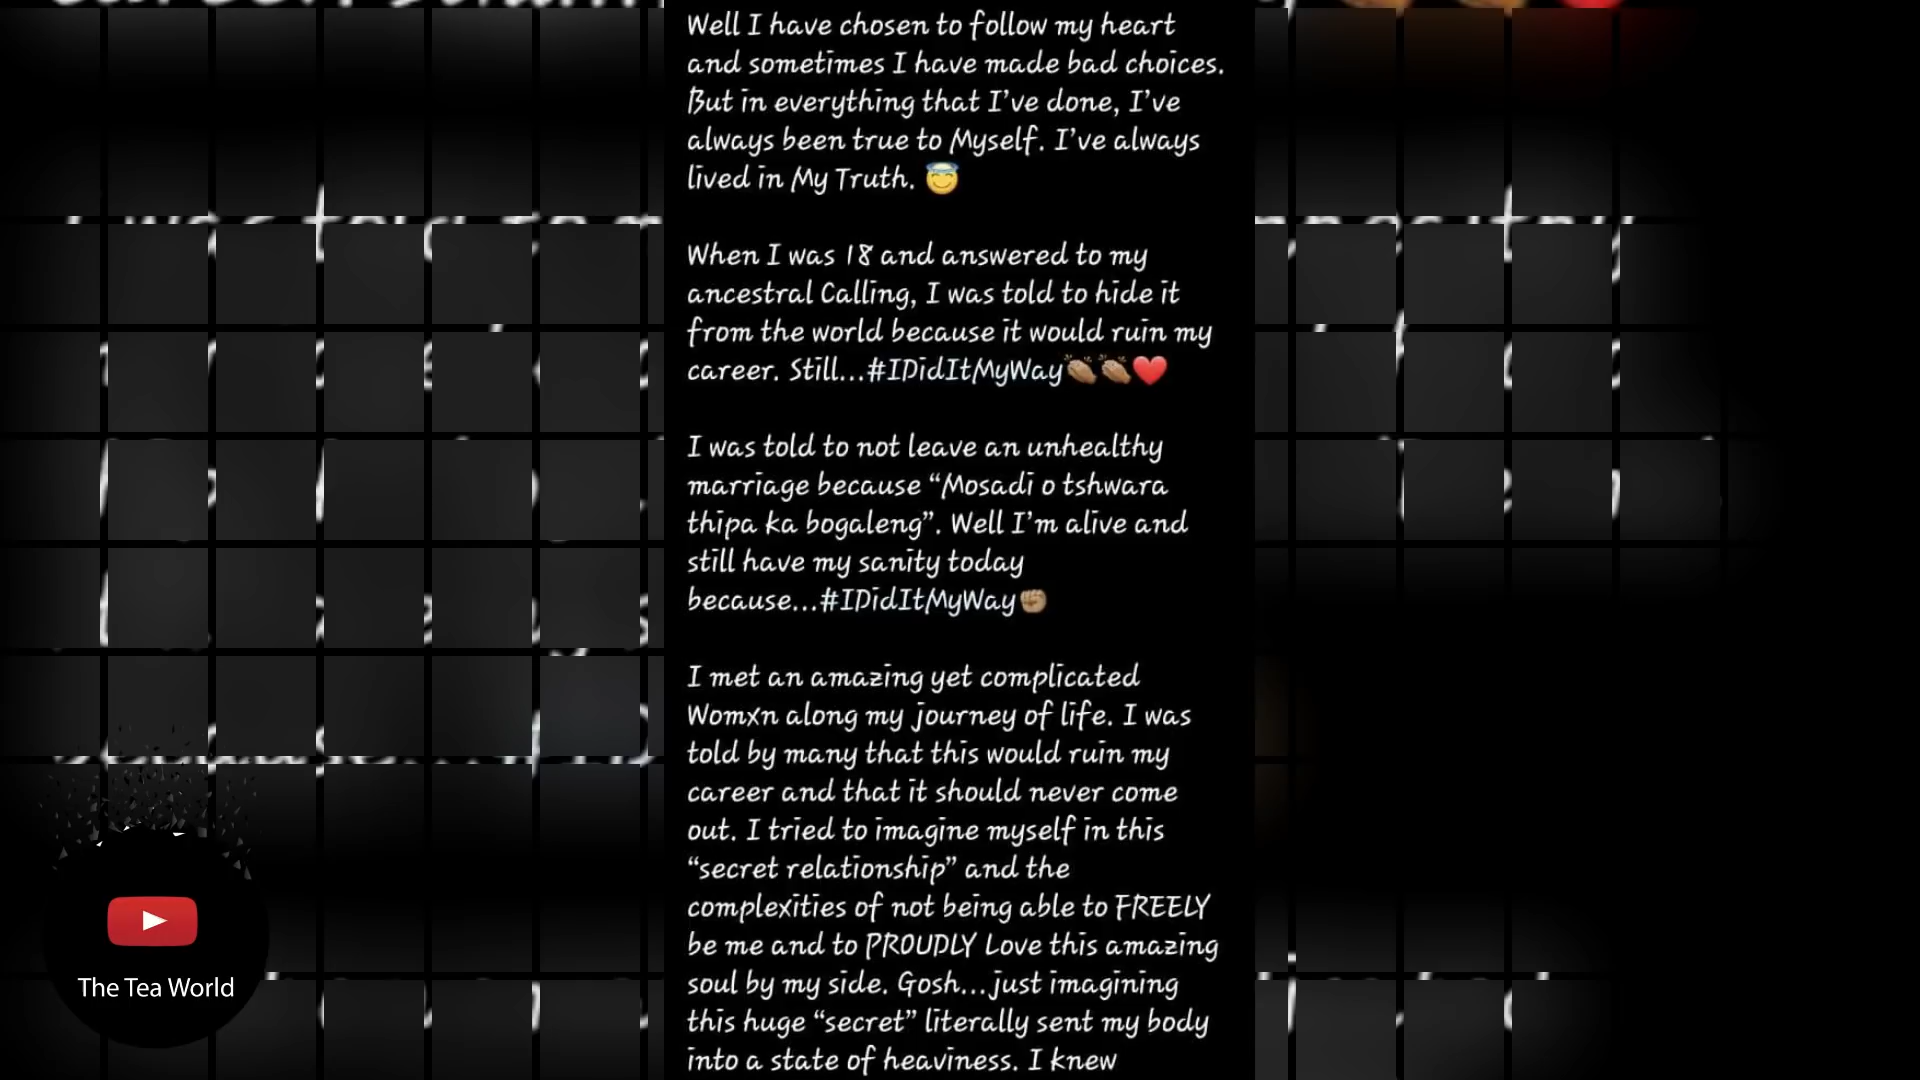 Well I have chosen to follow my heart
and sometimes I have made bad choices.
But in everything that I've done, I've
always been true to Myself. I've always
lived in My Truth. 😇
When I was 18 and answered to my
ancestral Calling, I was told to hide it
from the world because it would ruin my
career. Still...#IDidItMyWay👏🏽👏🏽❤️
I was told to not leave an unhealthy
marriage because “Mosadi o tshwara
thipa ka bogaleng”. Well I'm alive and
still have my sanity today
because...#IDidItMyWay✊🏽
I met an amazing yet complicated
Womxn along my journey of life. I was
told by many that this would ruin my
career and that it should never come
out. I tried to imagine myself in this
“secret relationship” and the
complexities of not being able to FREELY
be me and to PROUDLY Love this amazing
soul by my side. Gosh...just imagining
this huge “secret” literally sent my body
into a state of heaviness. I knew
The Tea World